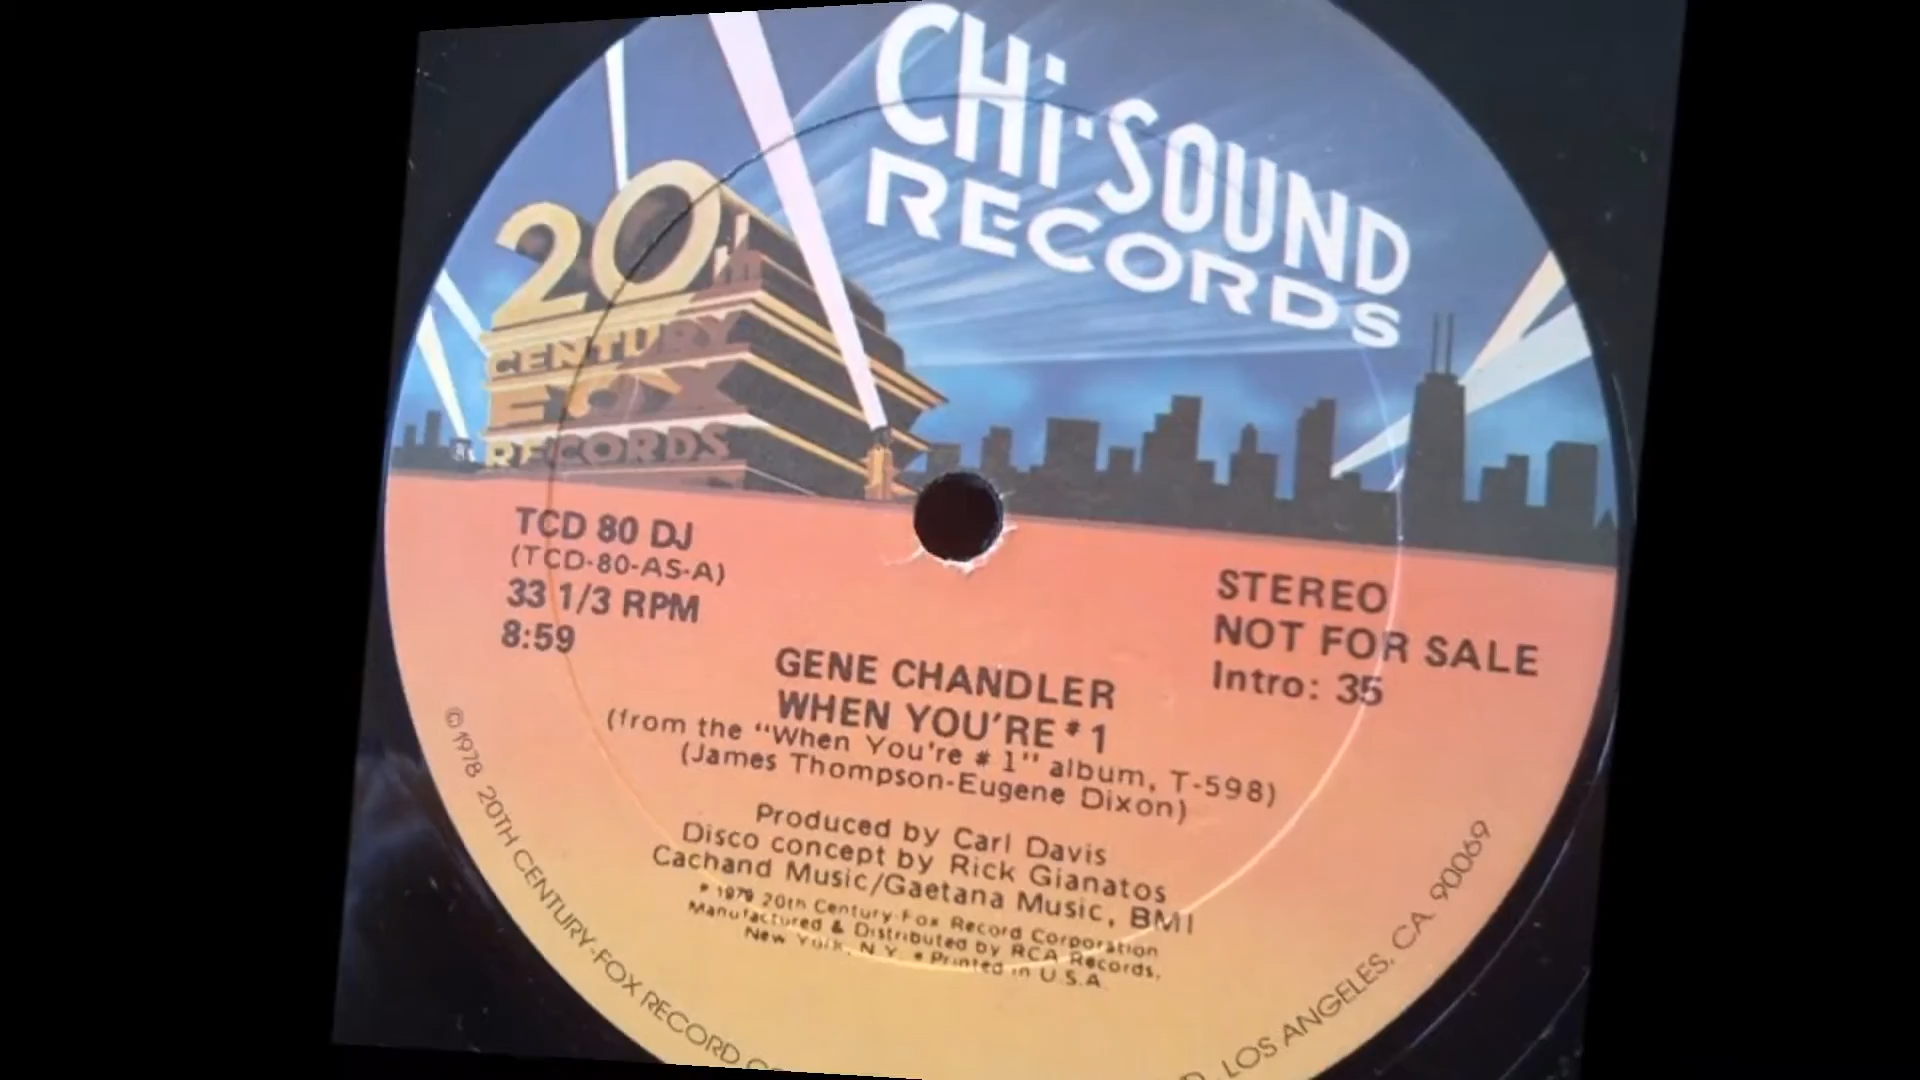 CHi·SOUND
RECORDS
20
CENTURY
FOX
RECORDS
TCD 80 DJ
(TCD-80-AS-A)
33 1/3 RPM
8:59
STEREO
NOT FOR SALE
Intro: 35
GENE CHANDLER
WHEN YOU'RE #1
(from the "When You're #1" album, T-598)
(James Thompson-Eugene Dixon)
Produced by Carl Davis
Disco concept by Rick Gianatos
Cachand Music/Gaetana Music, BMI
* 1979 20th Century-Fox Record Corporation
Manufactured & Distributed by RCA Records,
New York, N.Y. • Printed in U.S.A.
©1978 20TH CENTURY-FOX RECORD
LOS ANGELES, CA. 90069